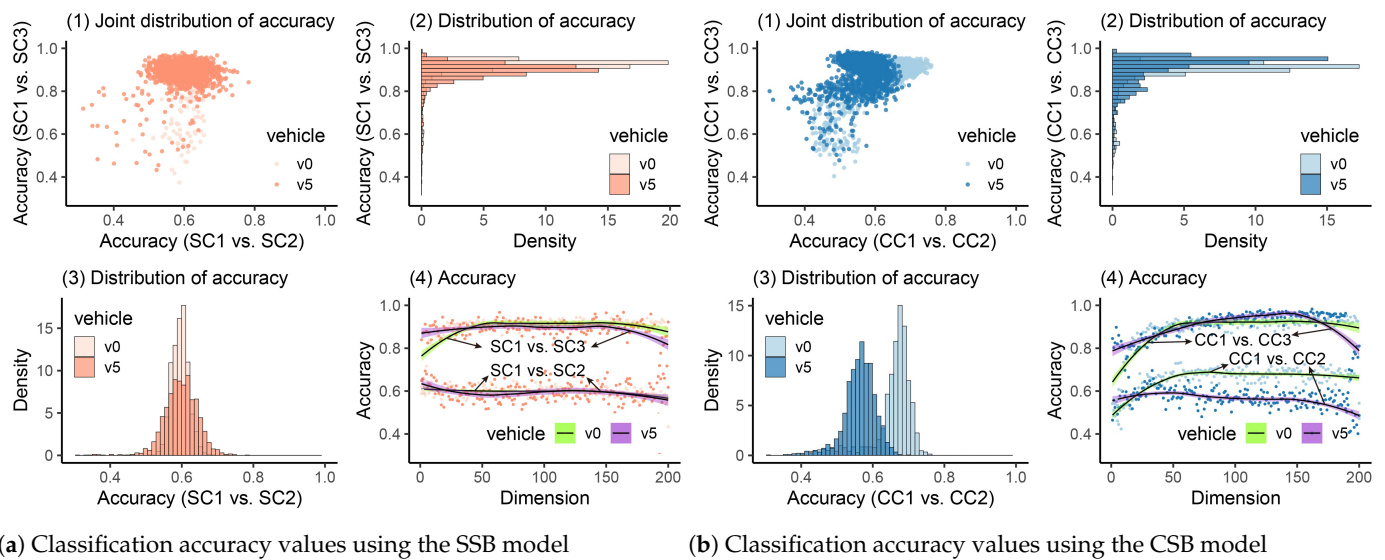 (1) Joint distribution of accuracy
Accuracy (SC1 vs. SC3)
1.0
0.8
0.6
0.4
vehicle
v0
v5
0.4 0.6 0.8 1.0
Accuracy (SC1 vs. SC2)
(2) Distribution of accuracy
Accuracy (SC1 vs. SC3)
1.0
0.8
0.6
0.4
vehicle
v0
v5
0 5 10 15 20
Density
(1) Joint distribution of accuracy
Accuracy (CC1 vs. CC3)
1.0
0.8
0.6
0.4
vehicle
v0
v5
0.4 0.6 0.8 1.0
Accuracy (CC1 vs. CC2)
(2) Distribution of accuracy
Accuracy (CC1 vs. CC3)
1.0
0.8
0.6
0.4
vehicle
v0
v5
0 5 10 15
Density
(3) Distribution of accuracy
Density
15
10
5
0
vehicle
v0
v5
0.4 0.6 0.8 1.0
Accuracy (SC1 vs. SC2)
(4) Accuracy
Accuracy
1.0
0.8
0.6
0.4
SC1 vs. SC3
SC1 vs. SC2
vehicle v0 v5
0 50 100 150 200
Dimension
(3) Distribution of accuracy
Density
15
10
5
0
vehicle
v0
v5
0.4 0.6 0.8 1.0
Accuracy (CC1 vs. CC2)
(4) Accuracy
Accuracy
1.0
0.8
0.6
0.4
CC1 vs. CC3
CC1 vs. CC2
vehicle v0 v5
0 50 100 150 200
Dimension
(a) Classification accuracy values using the SSB model
(b) Classification accuracy values using the CSB model